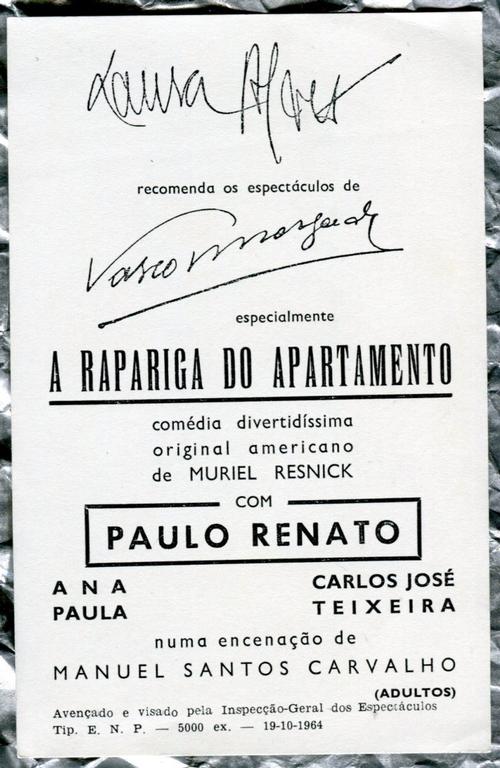 Laura Alves
recomenda os espectáculos de
Vasco Morgado
especialmente
A RAPARIGA DO APARTAMENTO
comédia divertidíssima
original americano
de MURIEL RESNICK
COM
PAULO RENATO
ANA CARLOS JOSÉ
PAULA TEIXEIRA
numa encenação de
MANUEL SANTOS CARVALHO
(ADULTOS)
Avençado e visado pela Inspecção-Geral dos Espectáculos
Tip. E. N. P. — 5000 ex. — 19-10-1964